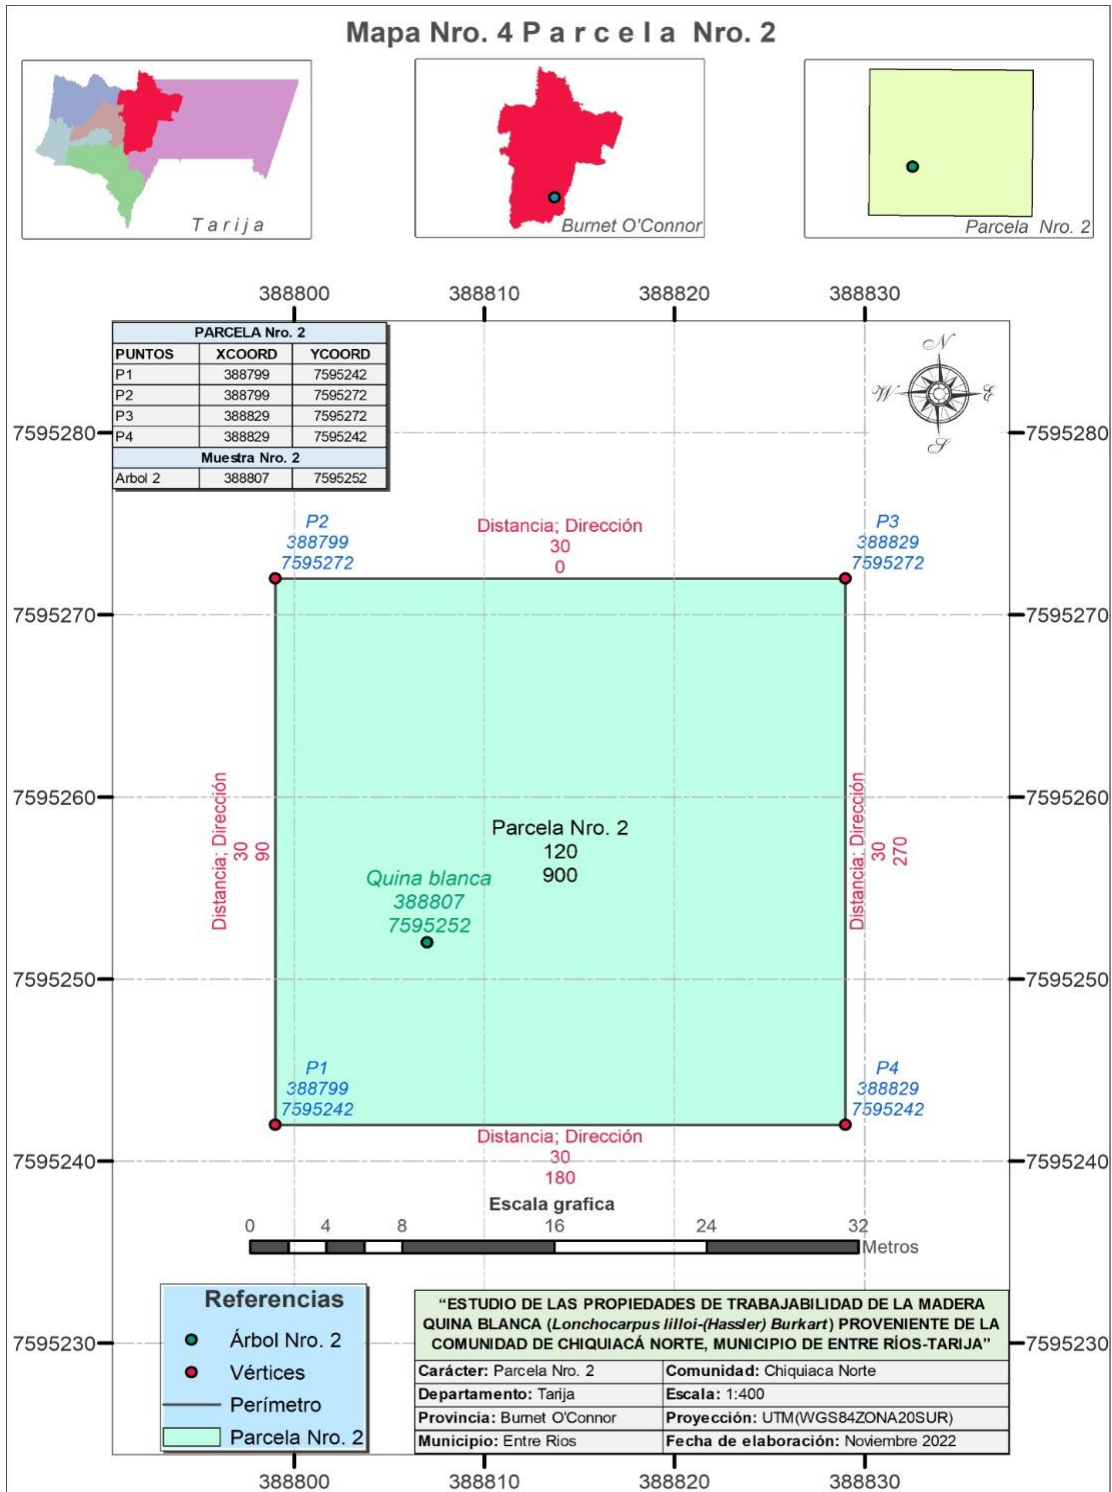 Mapa Nro. 4 P a r c e l a Nro. 2
T a r i j a
Burnet O'Connor
Parcela Nro. 2
388800 388810 388820 388830
PARCELA Nro. 2
PUNTOS XCOORD YCOORD
P1 388799 7595242
P2 388799 7595272
P3 388829 7595272
P4 388829 7595242
Muestra Nro. 2
Arbol 2 388807 7595252
N
W E
S
7595280 7595280
P2
388799
7595272
Distancia; Dirección
30
0
P3
388829
7595272
7595270 7595270
7595260 7595260
Distancia; Dirección
30
90
Parcela Nro. 2
120
900
Distancia; Dirección
30
270
Quina blanca
388807
7595252
7595250 7595250
P1
388799
7595242
P4
388829
7595242
Distancia; Dirección
30
180
7595240 7595240
Escala grafica
0 4 8 16 24 32
Metros
Referencias
Árbol Nro. 2
Vértices
Perímetro
Parcela Nro. 2
7595230 7595230
“ESTUDIO DE LAS PROPIEDADES DE TRABAJABILIDAD DE LA MADERA
QUINA BLANCA (Lonchocarpus lilloi-(Hassler) Burkart) PROVENIENTE DE LA
COMUNIDAD DE CHIQUIACÁ NORTE, MUNICIPIO DE ENTRE RÍOS-TARIJA”
Carácter: Parcela Nro. 2 Comunidad: Chiquiaca Norte
Departamento: Tarija Escala: 1:400
Provincia: Burnet O'Connor Proyección: UTM(WGS84ZONA20SUR)
Municipio: Entre Rios Fecha de elaboración: Noviembre 2022
388800 388810 388820 388830